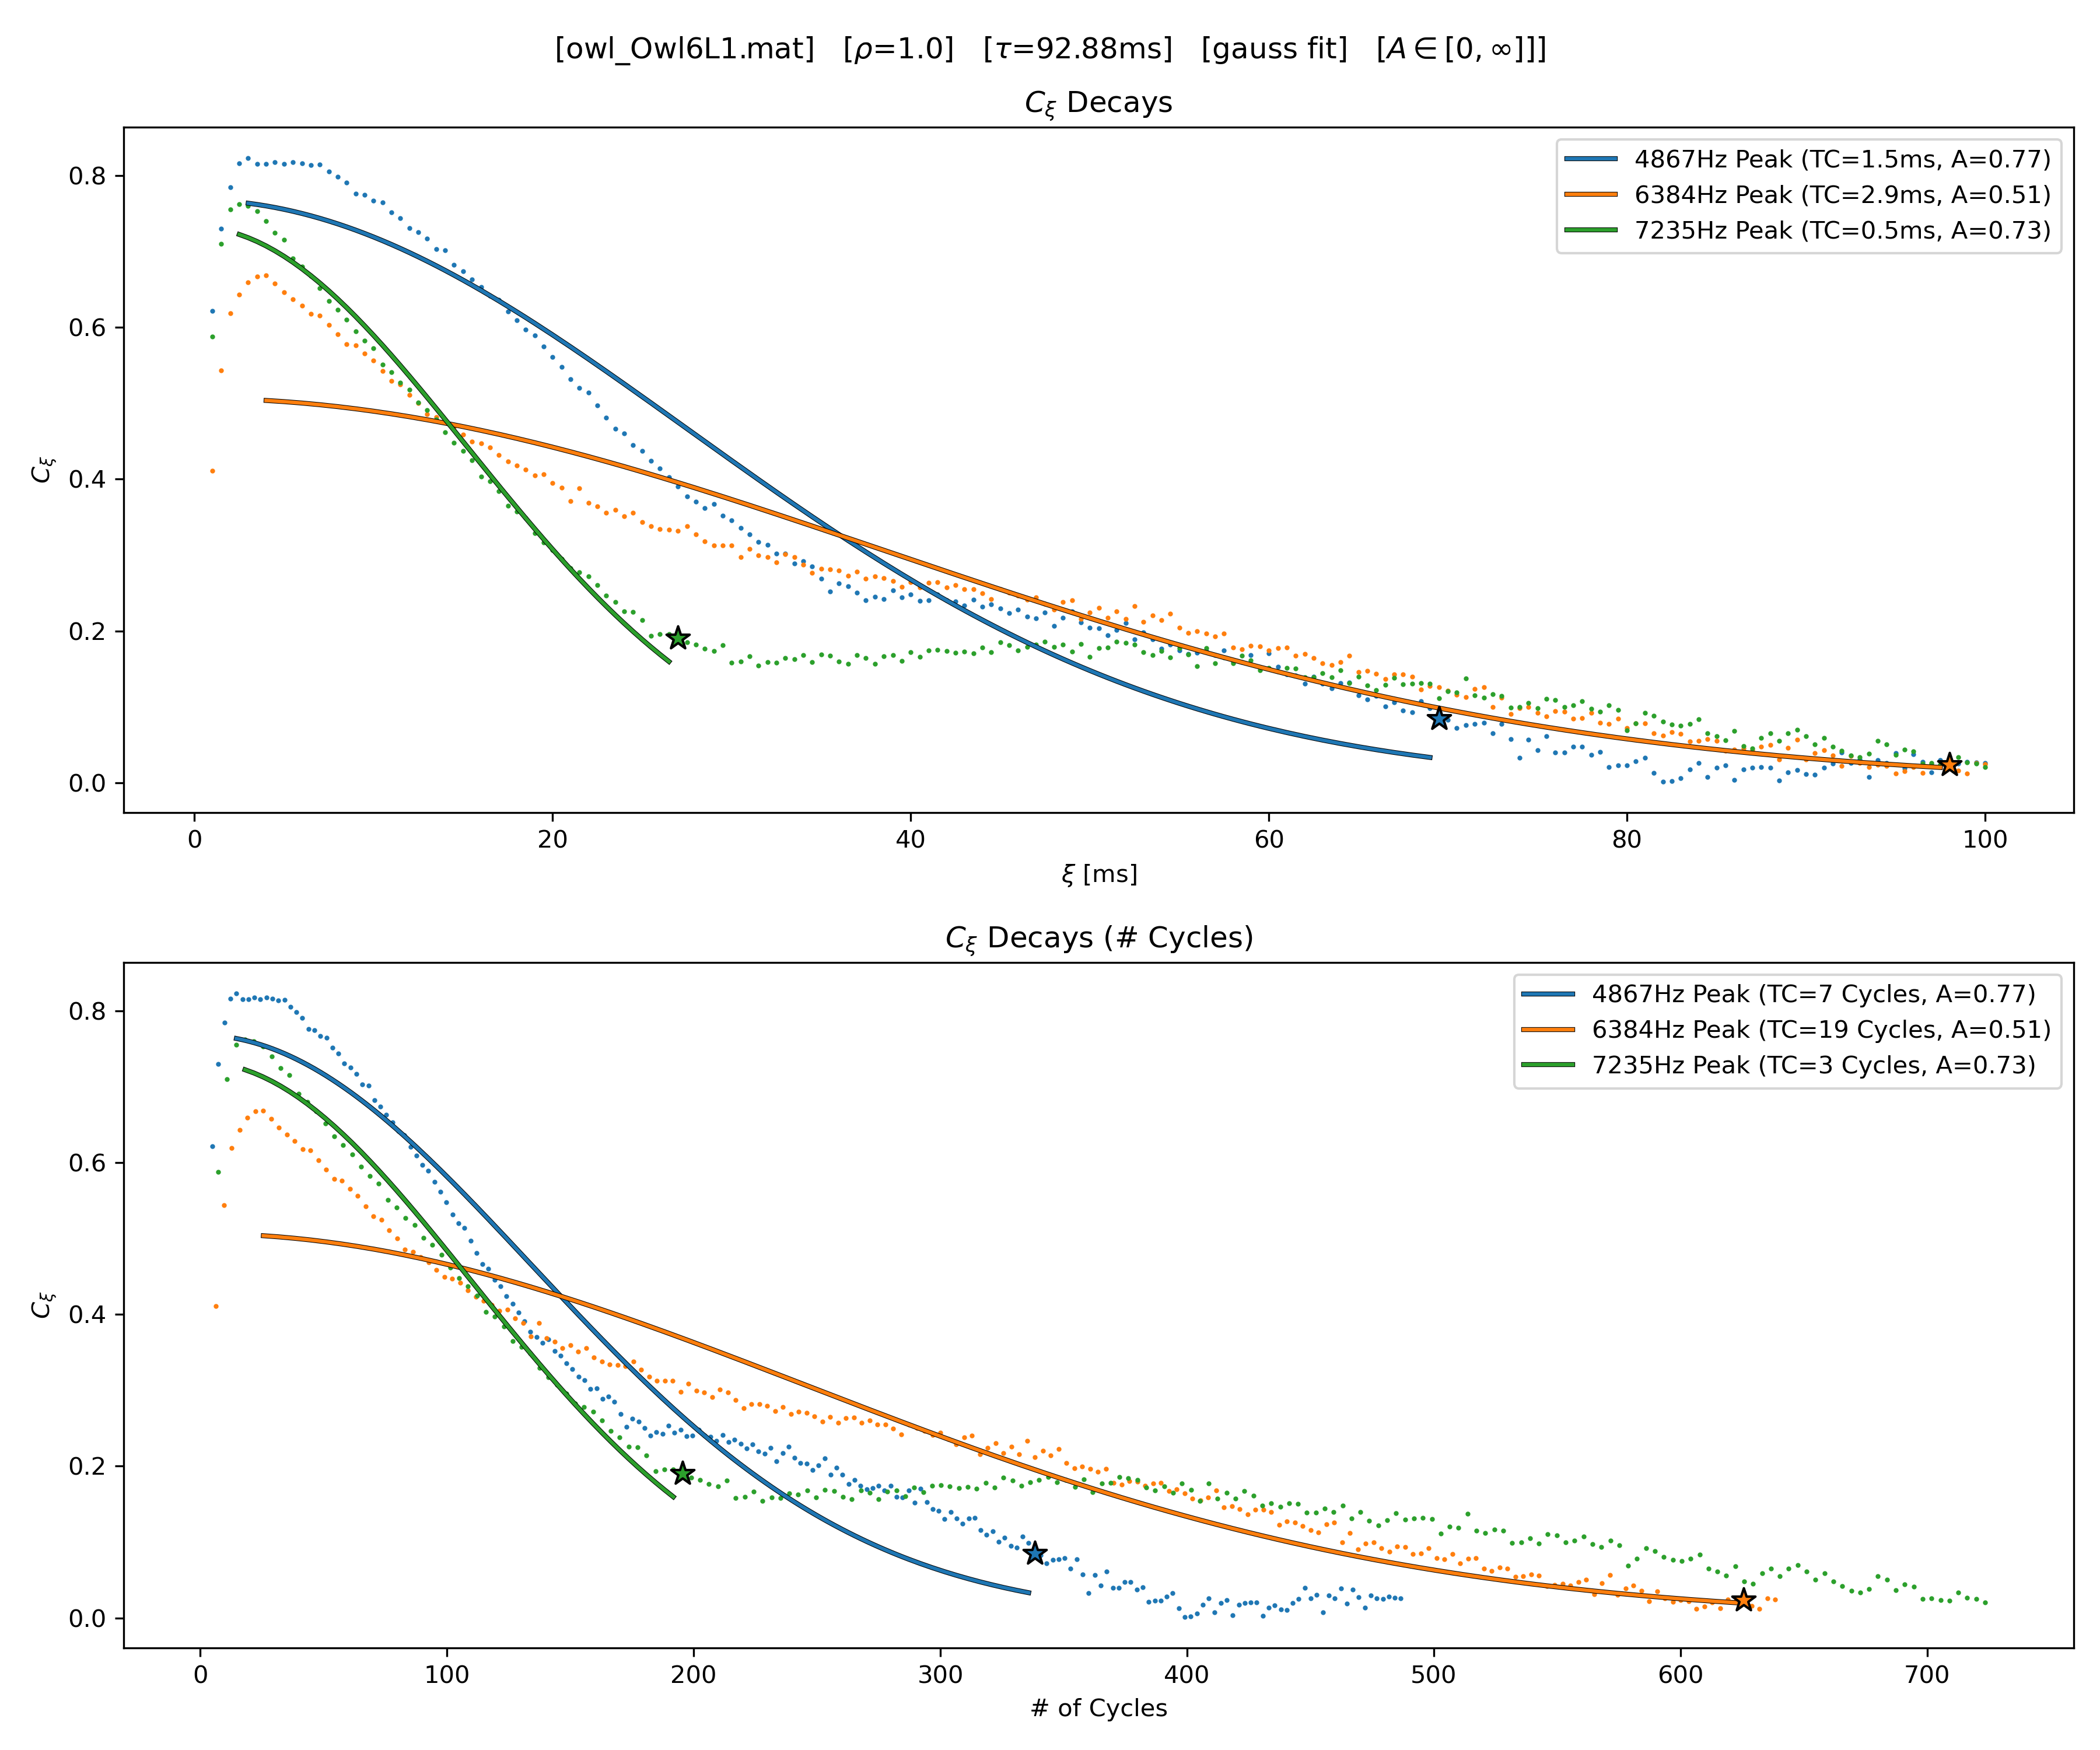 [owl_Owl6L1.mat]   [ρ=1.0]   [τ=92.88ms]   [gauss fit]   [A ∈ [0, ∞]]]
Cξ Decays
0.8
0.6
0.4
0.2
0.0
Cξ
4867Hz Peak (TC=1.5ms, A=0.77)
6384Hz Peak (TC=2.9ms, A=0.51)
7235Hz Peak (TC=0.5ms, A=0.73)
0 20 40 60 80 100
ξ [ms]
Cξ Decays (# Cycles)
0.8
0.6
0.4
0.2
0.0
Cξ
4867Hz Peak (TC=7 Cycles, A=0.77)
6384Hz Peak (TC=19 Cycles, A=0.51)
7235Hz Peak (TC=3 Cycles, A=0.73)
0 100 200 300 400 500 600 700
# of Cycles